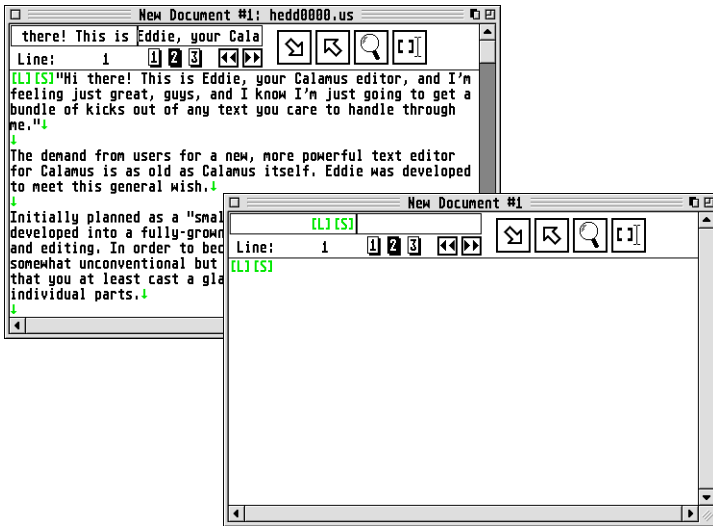 New Document #1: hedd0000.us
there! This is Eddie, your Cala
Line: 1 1 2 3
[L][S]"Hi there! This is Eddie, your Calamus editor, and I'm
feeling just great, guys, and I know I'm just going to get a
bundle of kicks out of any text you care to handle through
me."↓
↓
The demand from users for a new, more powerful text editor
for Calamus is as old as Calamus itself. Eddie was developed
to meet this general wish.↓
↓
Initially planned as a "smal
developed into a fully-grown
and editing. In order to bec
somewhat unconventional but
that you at least cast a gla
individual parts.↓
↓
New Document #1
[L][S]
Line: 1 1 2 3
[L][S]